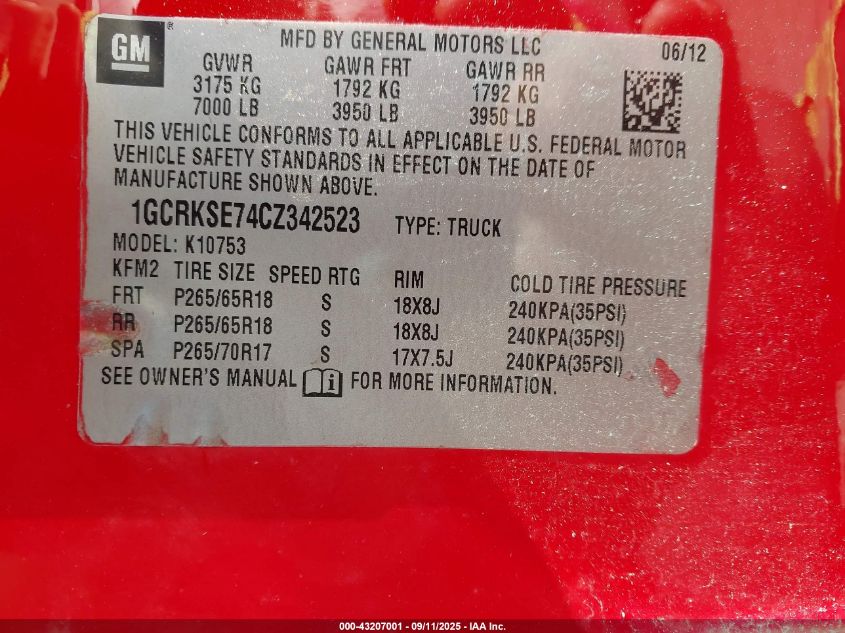 GM
MFD BY GENERAL MOTORS LLC 06/12
GVWR GAWR FRT GAWR RR
3175 KG 1792 KG 1792 KG
7000 LB 3950 LB 3950 LB
THIS VEHICLE CONFORMS TO ALL APPLICABLE U.S. FEDERAL MOTOR
VEHICLE SAFETY STANDARDS IN EFFECT ON THE DATE OF
MANUFACTURE SHOWN ABOVE.
1GCRKSE74CZ342523 TYPE: TRUCK
MODEL: K10753
KFM2 TIRE SIZE SPEED RTG RIM COLD TIRE PRESSURE
FRT P265/65R18 S 18X8J 240KPA(35PSI)
RR P265/65R18 S 18X8J 240KPA(35PSI)
SPA P265/70R17 S 17X7.5J 240KPA(35PSI)
SEE OWNER'S MANUAL i FOR MORE INFORMATION.
000-43207001 - 09/11/2025 - IAA Inc.